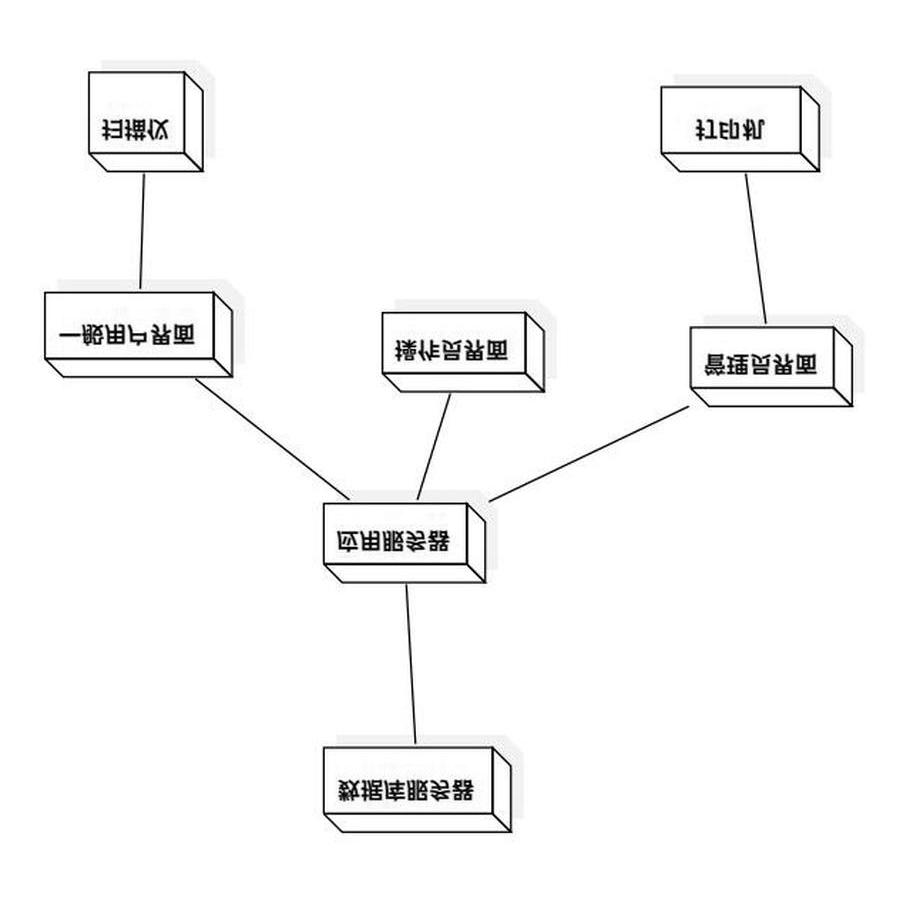 扫描仪
打印机
一般用户界面
操作员界面
管理员界面
应用服务器
数据库服务器